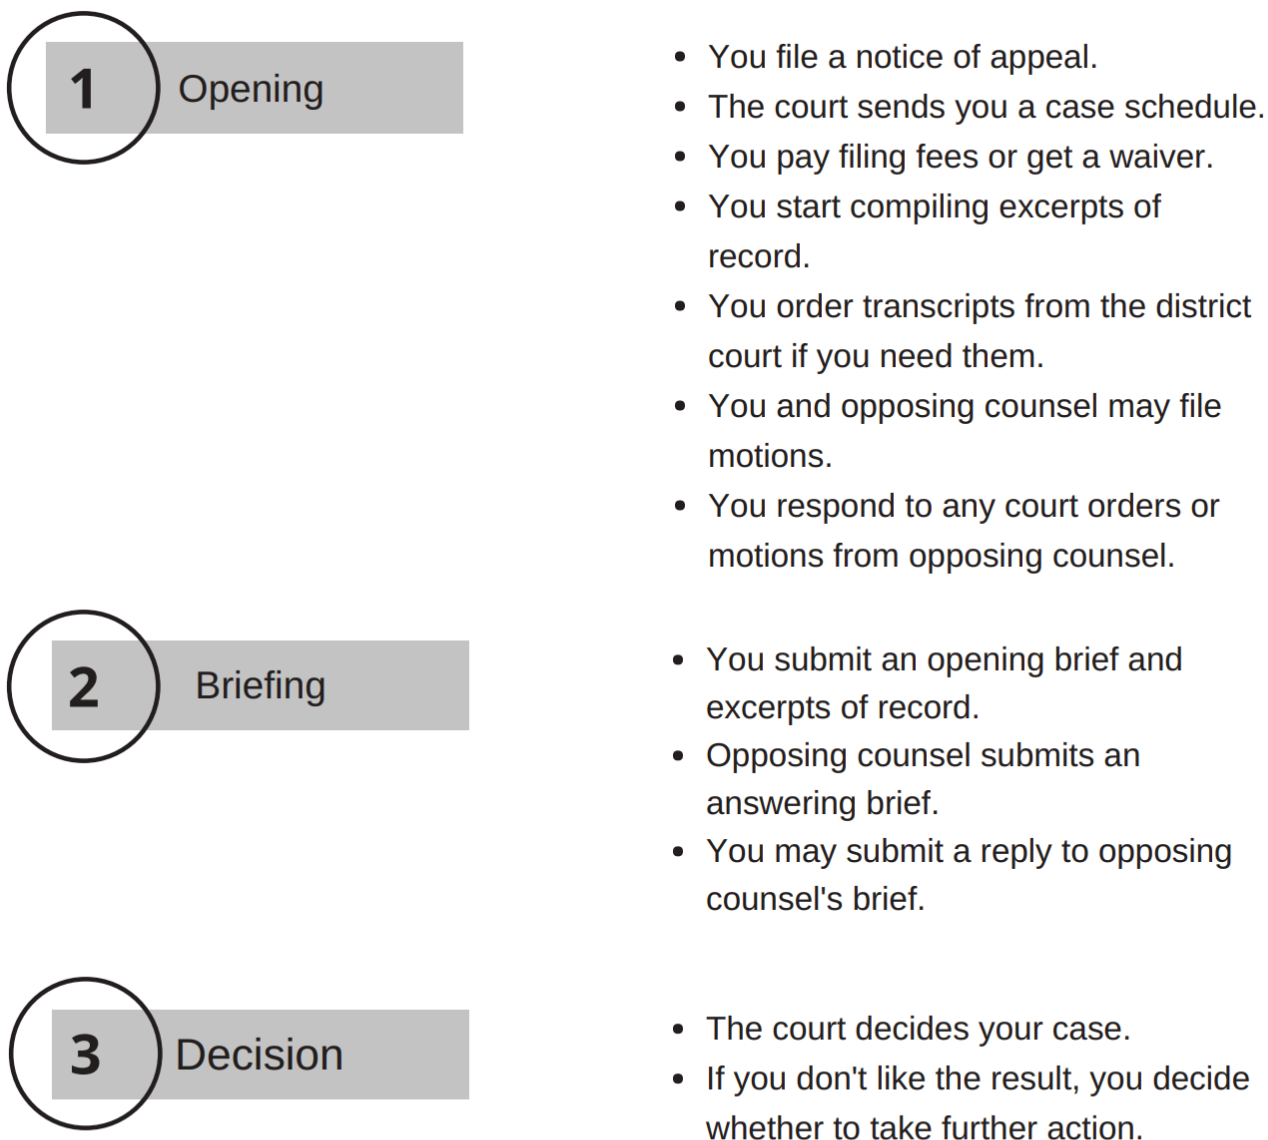 1 Opening
• You file a notice of appeal.
• The court sends you a case schedule.
• You pay filing fees or get a waiver.
• You start compiling excerpts of
record.
• You order transcripts from the district
court if you need them.
• You and opposing counsel may file
motions.
• You respond to any court orders or
motions from opposing counsel.
2 Briefing
• You submit an opening brief and
excerpts of record.
• Opposing counsel submits an
answering brief.
• You may submit a reply to opposing
counsel's brief.
3 Decision
• The court decides your case.
• If you don't like the result, you decide
whether to take further action.